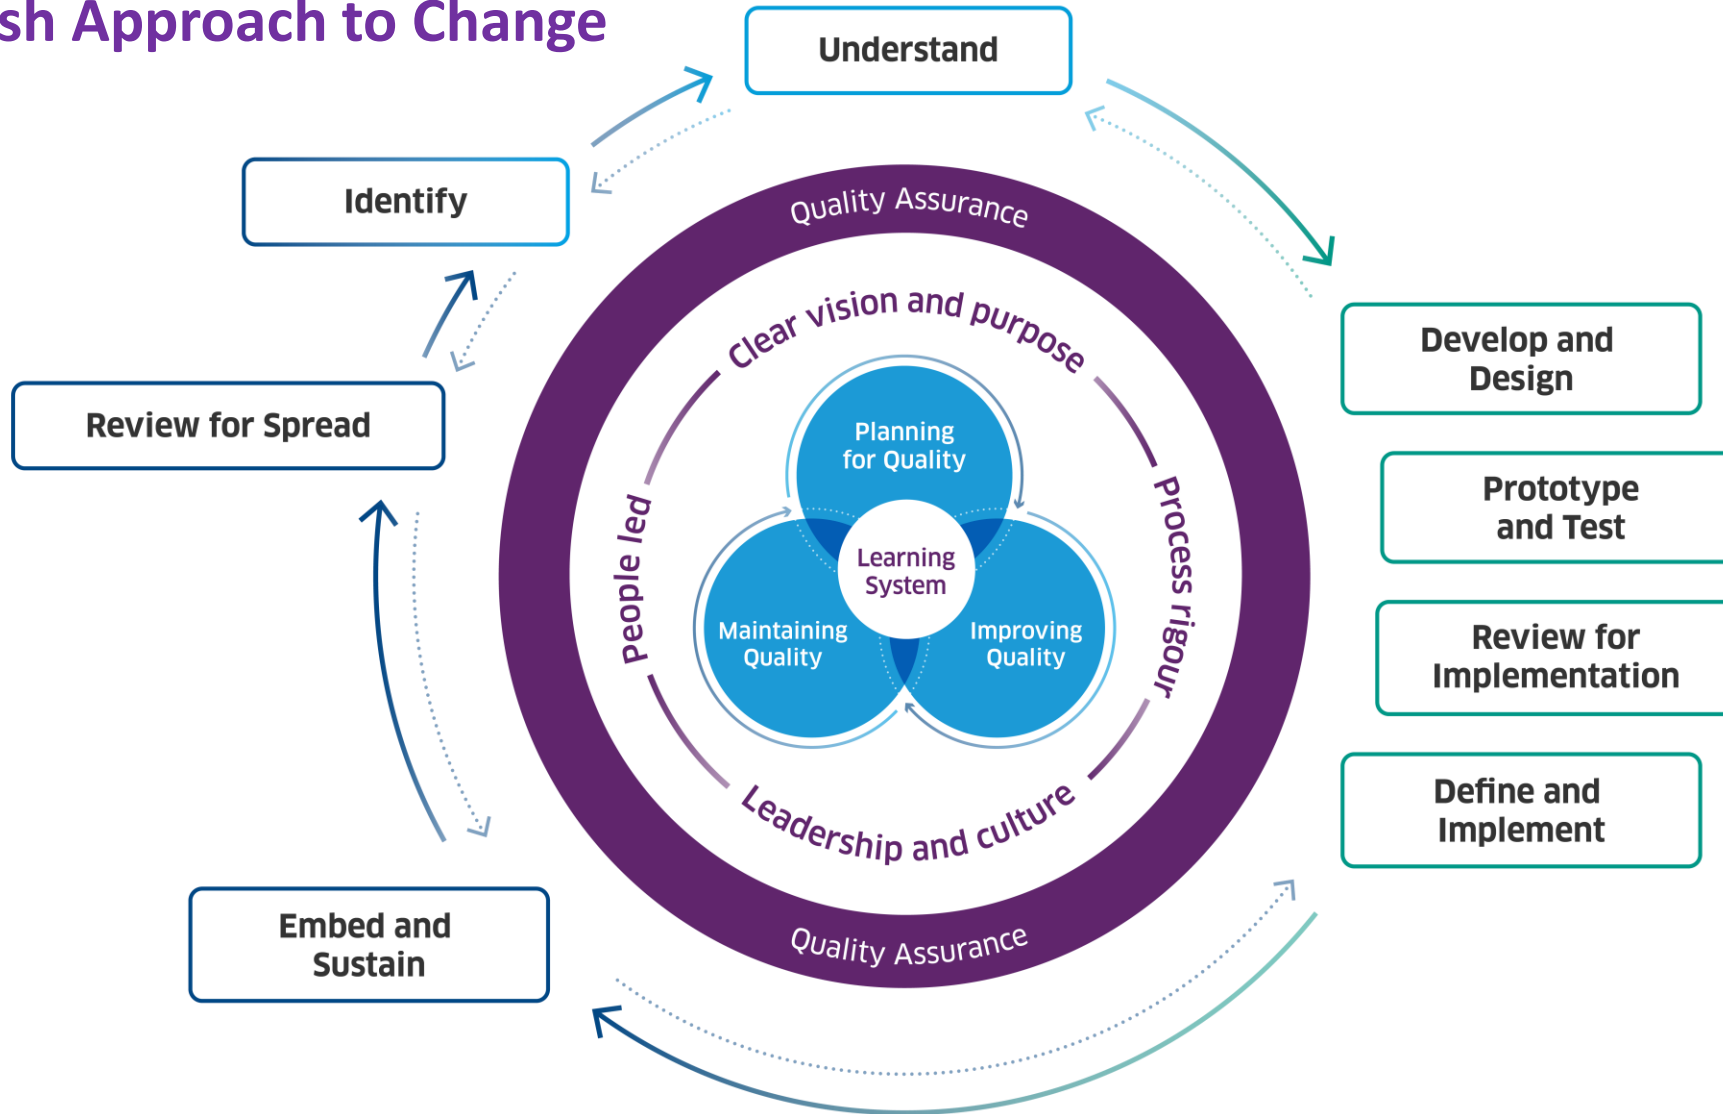 sh Approach to Change
Understand
Identify
Quality Assurance
Clear vision and purpose
Develop and
Design
Review for Spread
Planning
for Quality
Prototype
and Test
People led
Process rigour
Learning
System
Maintaining
Quality
Improving
Quality
Review for
Implementation
Define and
Implement
Leadership and culture
Embed and
Sustain
Quality Assurance